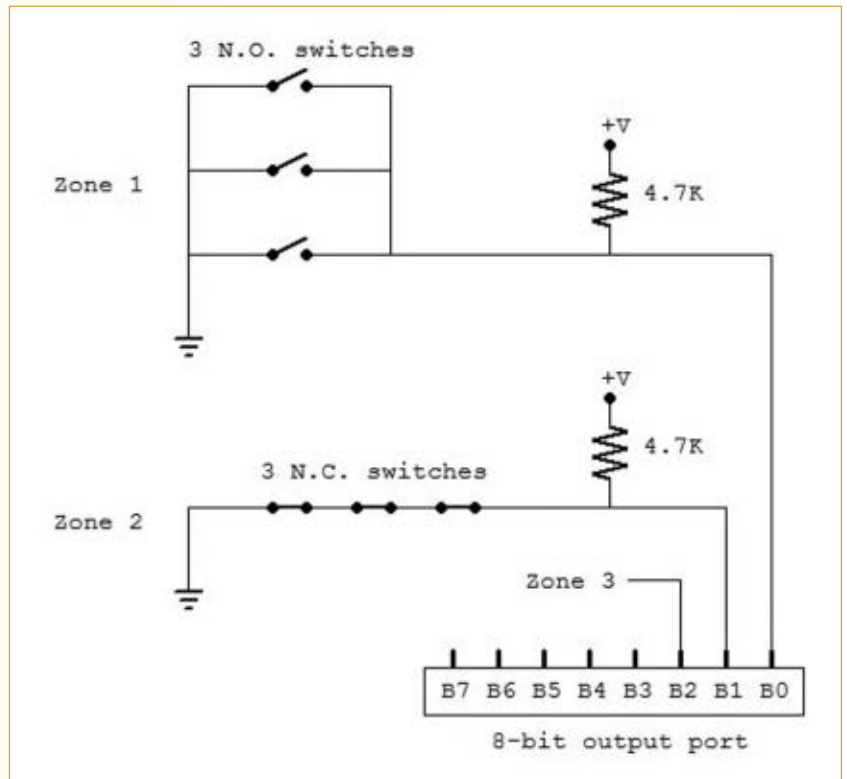 3 N.O. switches
+V
Zone 1
4.7K
+V
4.7K
3 N.C. switches
Zone 2
Zone 3
B7 B6 B5 B4 B3 B2 B1 B0
8-bit output port